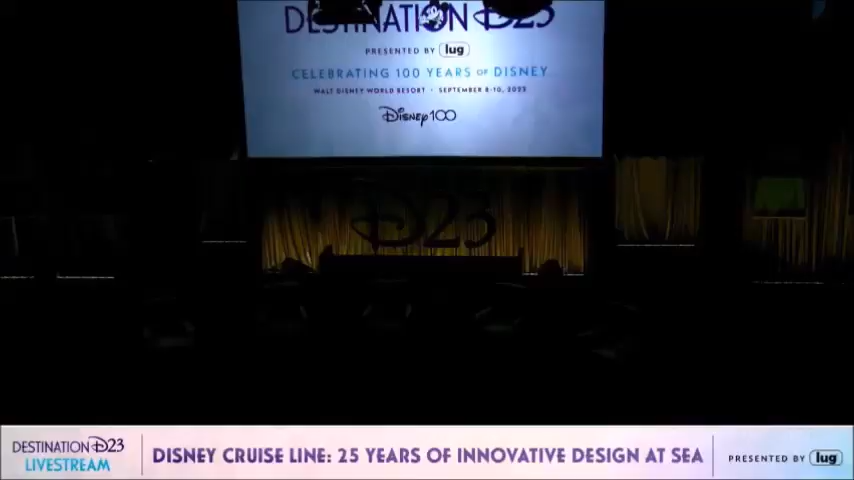 DESTINATION D23
PRESENTED BY lug
CELEBRATING 100 YEARS OF DISNEY
WALT DISNEY WORLD RESORT • SEPTEMBER 8-10, 2023
Disney100
D23
DESTINATION D23
LIVESTREAM
DISNEY CRUISE LINE: 25 YEARS OF INNOVATIVE DESIGN AT SEA
PRESENTED BY lug